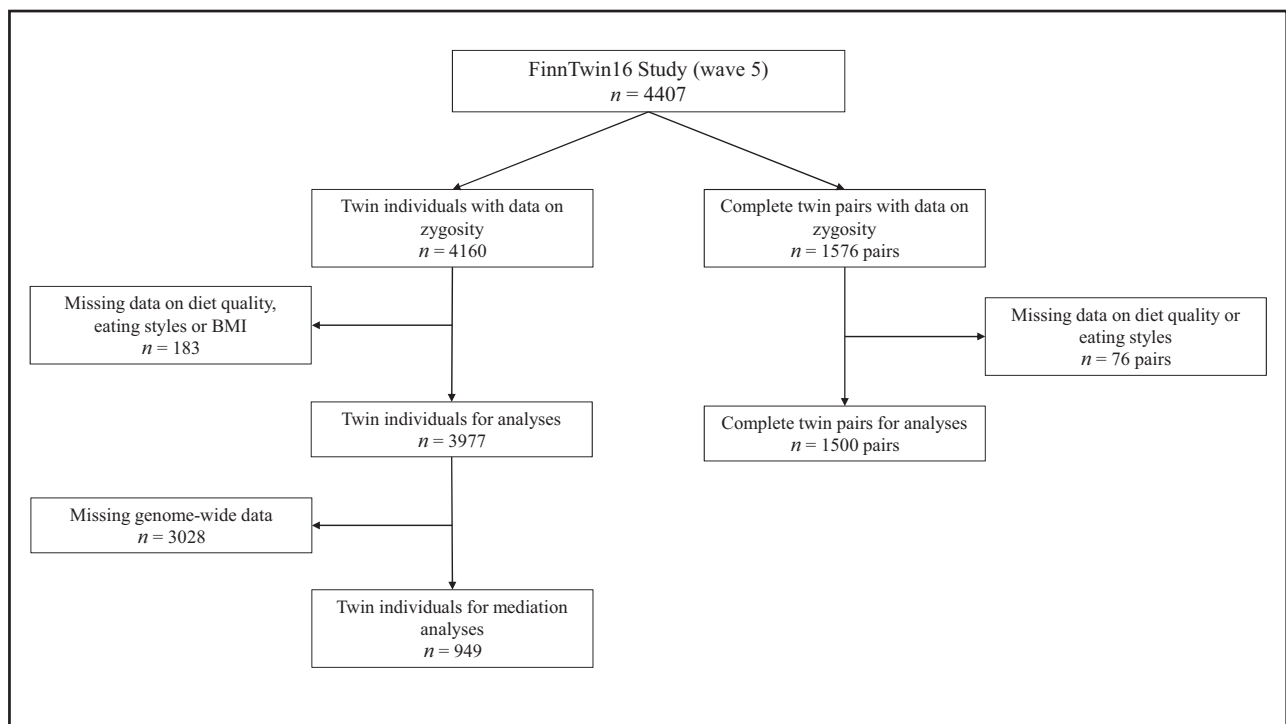 FinnTwin16 Study (wave 5)
n = 4407
Twin individuals with data on
zygosity
n = 4160
Complete twin pairs with data on
zygosity
n = 1576 pairs
Missing data on diet quality,
eating styles or BMI
n = 183
Missing data on diet quality or
eating styles
n = 76 pairs
Twin individuals for analyses
n = 3977
Complete twin pairs for analyses
n = 1500 pairs
Missing genome-wide data
n = 3028
Twin individuals for mediation
analyses
n = 949